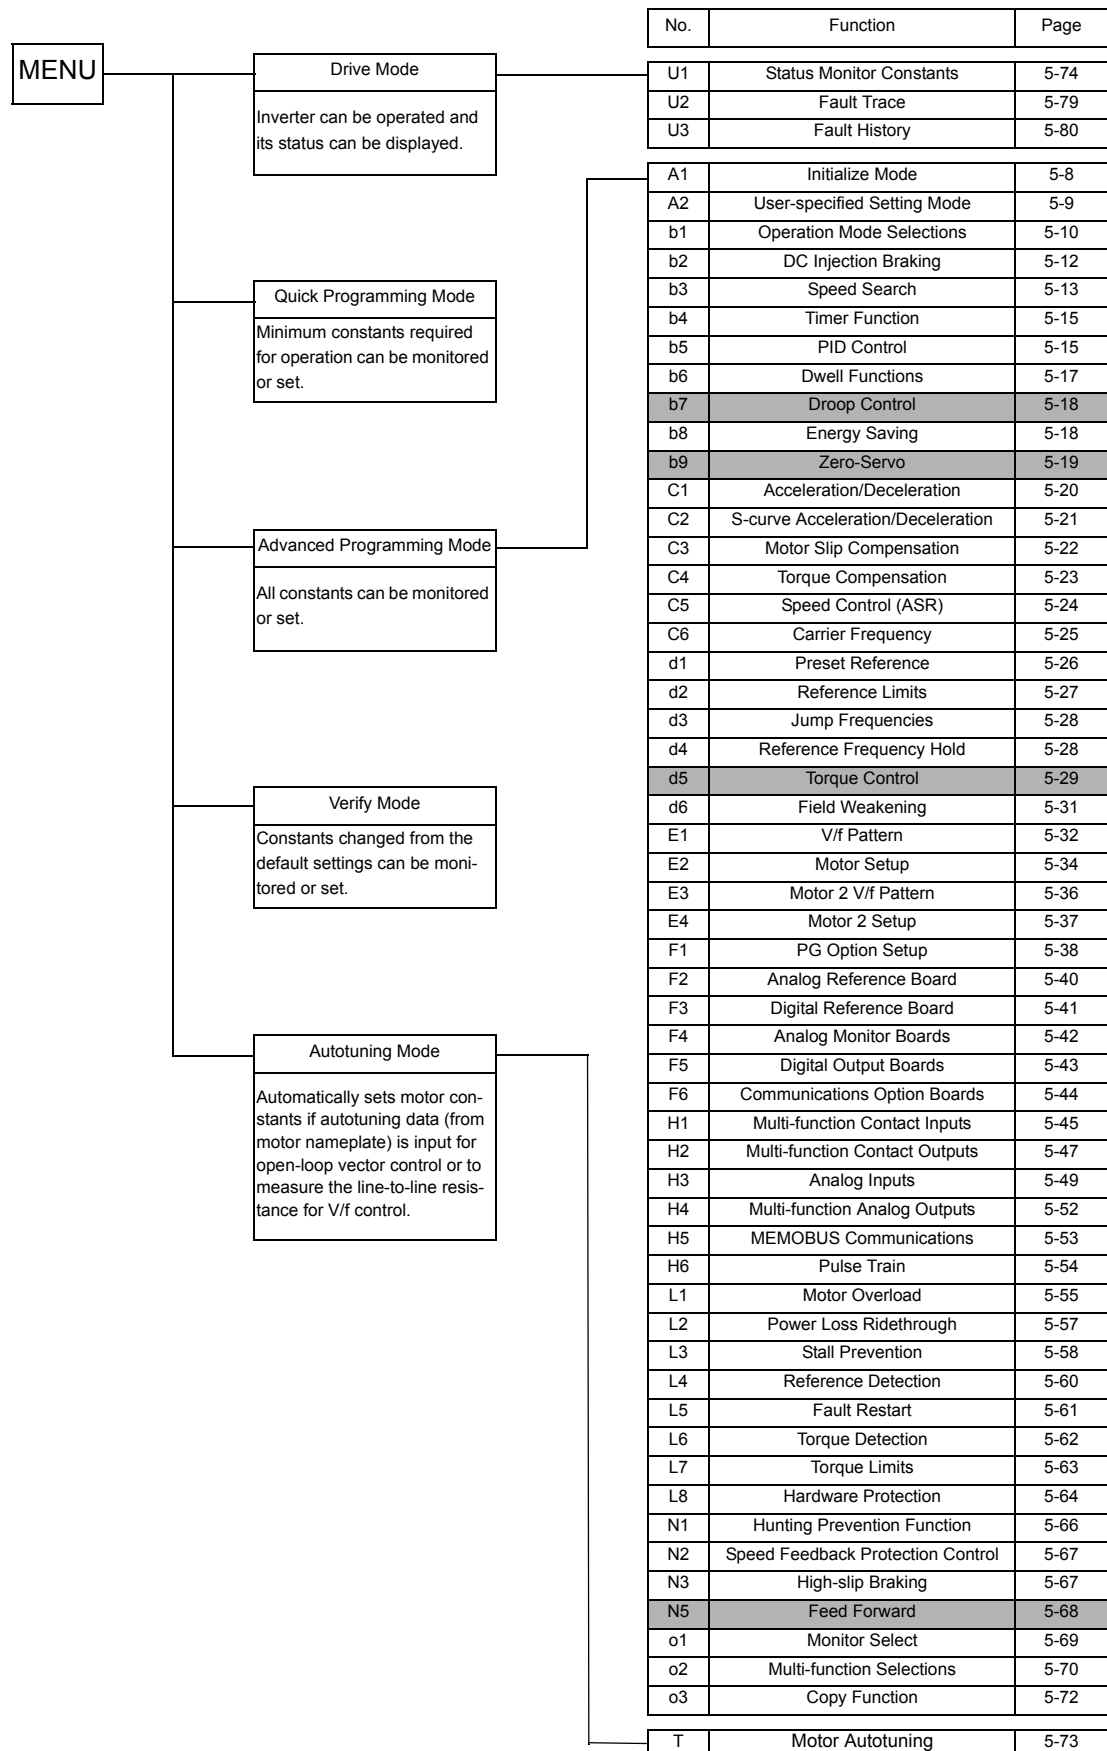 MENU
Drive Mode
Inverter can be operated and
its status can be displayed.
Quick Programming Mode
Minimum constants required
for operation can be monitored
or set.
Advanced Programming Mode
All constants can be monitored
or set.
Verify Mode
Constants changed from the
default settings can be moni-
tored or set.
Autotuning Mode
Automatically sets motor con-
stants if autotuning data (from
motor nameplate) is input for
open-loop vector control or to
measure the line-to-line resis-
tance for V/f control.
No. Function Page
U1 Status Monitor Constants 5-74
U2 Fault Trace 5-79
U3 Fault History 5-80
A1 Initialize Mode 5-8
A2 User-specified Setting Mode 5-9
b1 Operation Mode Selections 5-10
b2 DC Injection Braking 5-12
b3 Speed Search 5-13
b4 Timer Function 5-15
b5 PID Control 5-15
b6 Dwell Functions 5-17
b7 Droop Control 5-18
b8 Energy Saving 5-18
b9 Zero-Servo 5-19
C1 Acceleration/Deceleration 5-20
C2 S-curve Acceleration/Deceleration 5-21
C3 Motor Slip Compensation 5-22
C4 Torque Compensation 5-23
C5 Speed Control (ASR) 5-24
C6 Carrier Frequency 5-25
d1 Preset Reference 5-26
d2 Reference Limits 5-27
d3 Jump Frequencies 5-28
d4 Reference Frequency Hold 5-28
d5 Torque Control 5-29
d6 Field Weakening 5-31
E1 V/f Pattern 5-32
E2 Motor Setup 5-34
E3 Motor 2 V/f Pattern 5-36
E4 Motor 2 Setup 5-37
F1 PG Option Setup 5-38
F2 Analog Reference Board 5-40
F3 Digital Reference Board 5-41
F4 Analog Monitor Boards 5-42
F5 Digital Output Boards 5-43
F6 Communications Option Boards 5-44
H1 Multi-function Contact Inputs 5-45
H2 Multi-function Contact Outputs 5-47
H3 Analog Inputs 5-49
H4 Multi-function Analog Outputs 5-52
H5 MEMOBUS Communications 5-53
H6 Pulse Train 5-54
L1 Motor Overload 5-55
L2 Power Loss Ridethrough 5-57
L3 Stall Prevention 5-58
L4 Reference Detection 5-60
L5 Fault Restart 5-61
L6 Torque Detection 5-62
L7 Torque Limits 5-63
L8 Hardware Protection 5-64
N1 Hunting Prevention Function 5-66
N2 Speed Feedback Protection Control 5-67
N3 High-slip Braking 5-67
N5 Feed Forward 5-68
o1 Monitor Select 5-69
o2 Multi-function Selections 5-70
o3 Copy Function 5-72
T Motor Autotuning 5-73